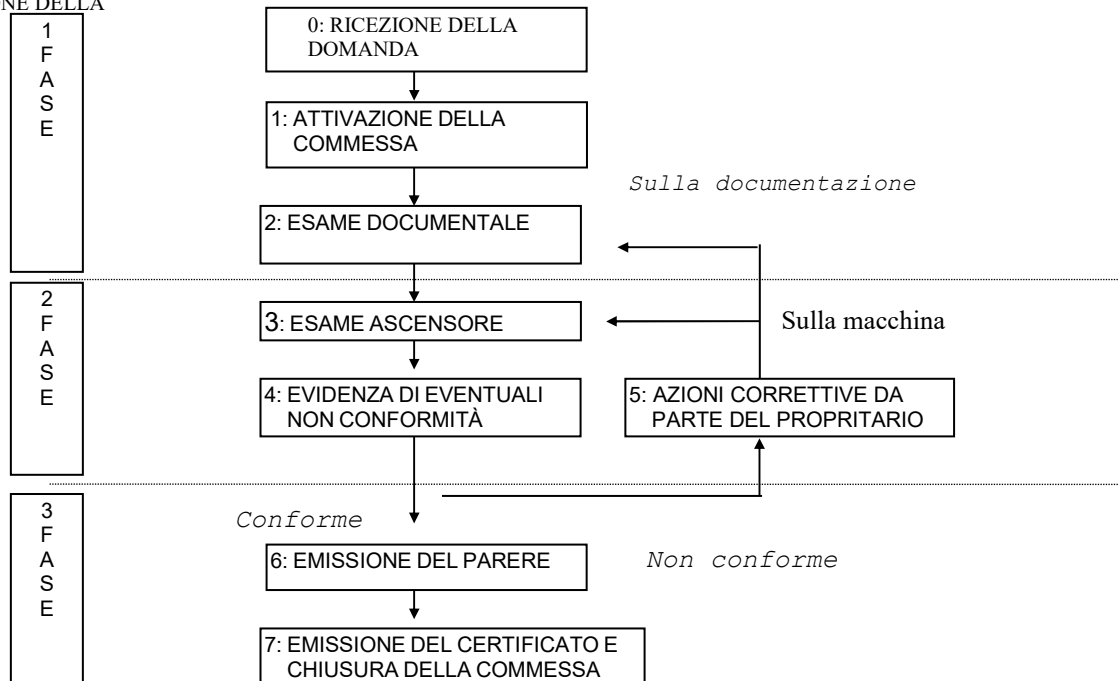 NE DELLA
1
F
A
S
E
0: RICEZIONE DELLA
DOMANDA
1: ATTIVAZIONE DELLA
COMMESSA
Sulla documentazione
2: ESAME DOCUMENTALE
2
F
A
S
E
3: ESAME ASCENSORE
Sulla macchina
4: EVIDENZA DI EVENTUALI
NON CONFORMITÀ
5: AZIONI CORRETTIVE DA
PARTE DEL PROPRITARIO
3
F
A
S
E
Conforme
6: EMISSIONE DEL PARERE
Non conforme
7: EMISSIONE DEL CERTIFICATO E
CHIUSURA DELLA COMMESSA